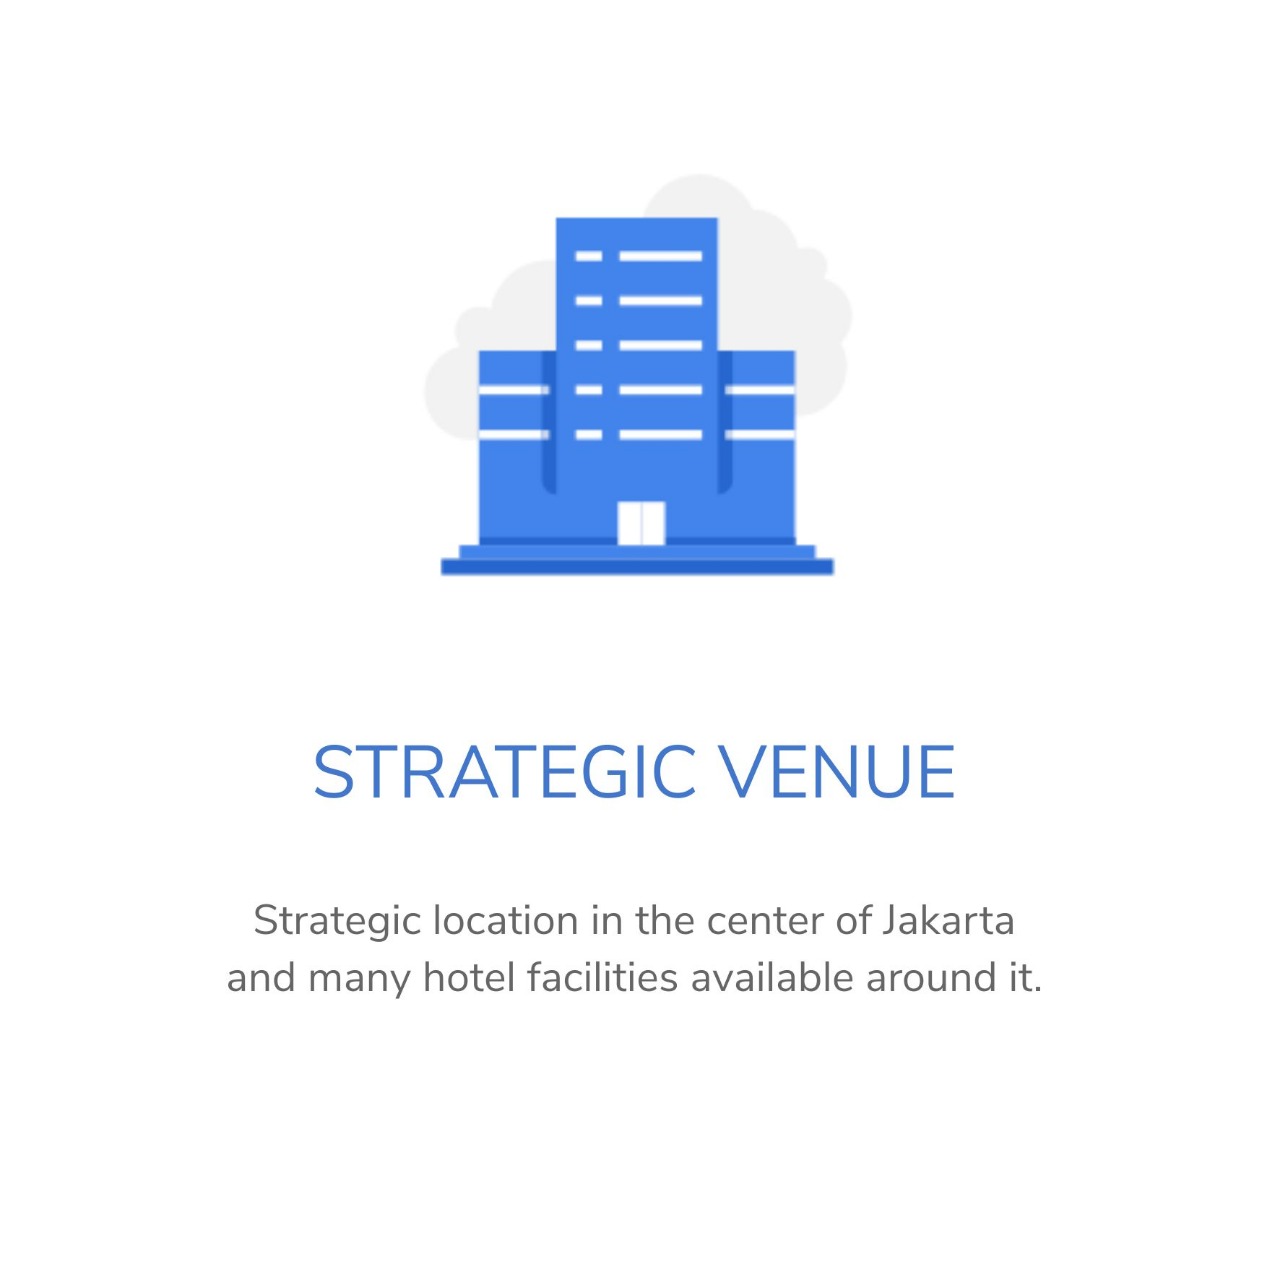 STRATEGIC VENUE
Strategic location in the center of Jakarta
and many hotel facilities available around it.